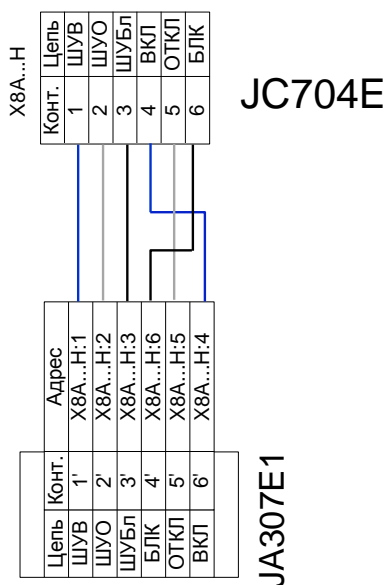 X8A...H
Конт. Цепь
1 ШУВ
2 ШУО
3 ШУБл
4 ВКЛ
5 ОТКЛ
6 БЛК
JC704E
Цепь Конт. Адрес
ШУВ 1' X8A...H:1
ШУО 2' X8A...H:2
ШУБл 3' X8A...H:3
БЛК 4' X8A...H:6
ОТКЛ 5' X8A...H:5
ВКЛ 6' X8A...H:4
JA307E1